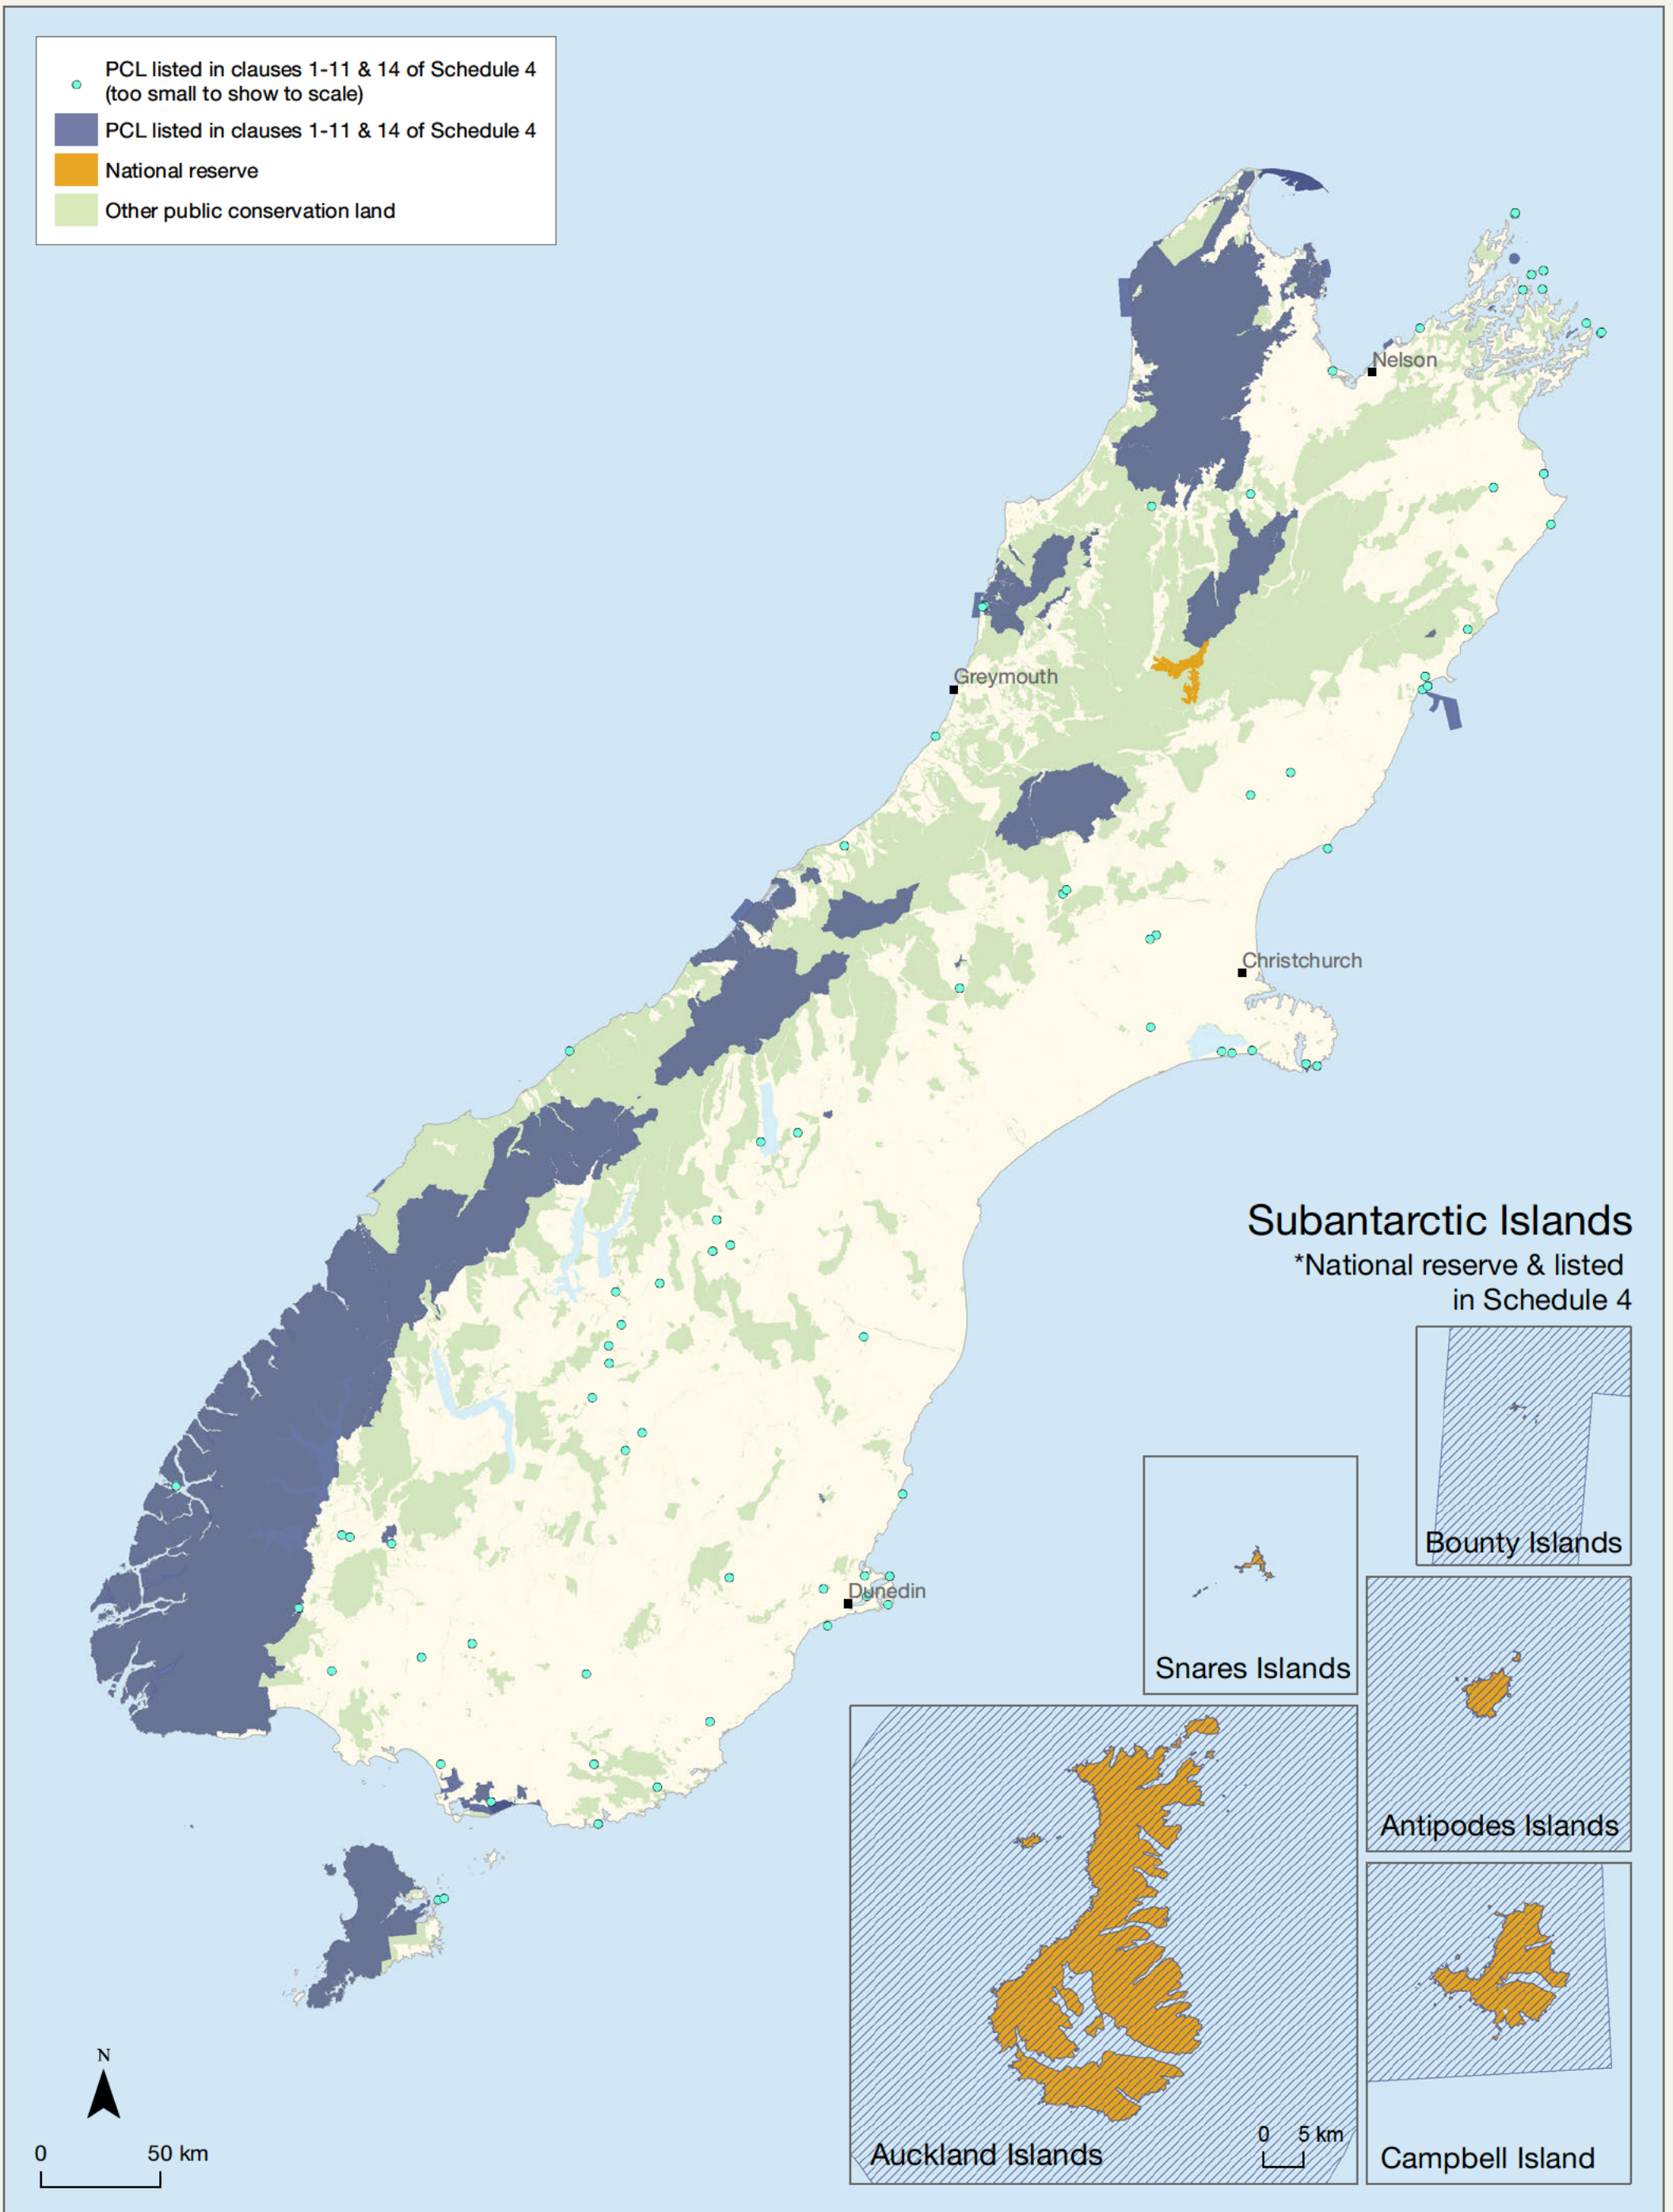 PCL listed in clauses 1-11 & 14 of Schedule 4
(too small to show to scale)
PCL listed in clauses 1-11 & 14 of Schedule 4
National reserve
Other public conservation land
Nelson
Greymouth
Christchurch
Subantarctic Islands
*National reserve & listed
in Schedule 4
Bounty Islands
Dunedin
Snares Islands
Antipodes Islands
N
0 50 km
0 5 km
Auckland Islands
Campbell Island